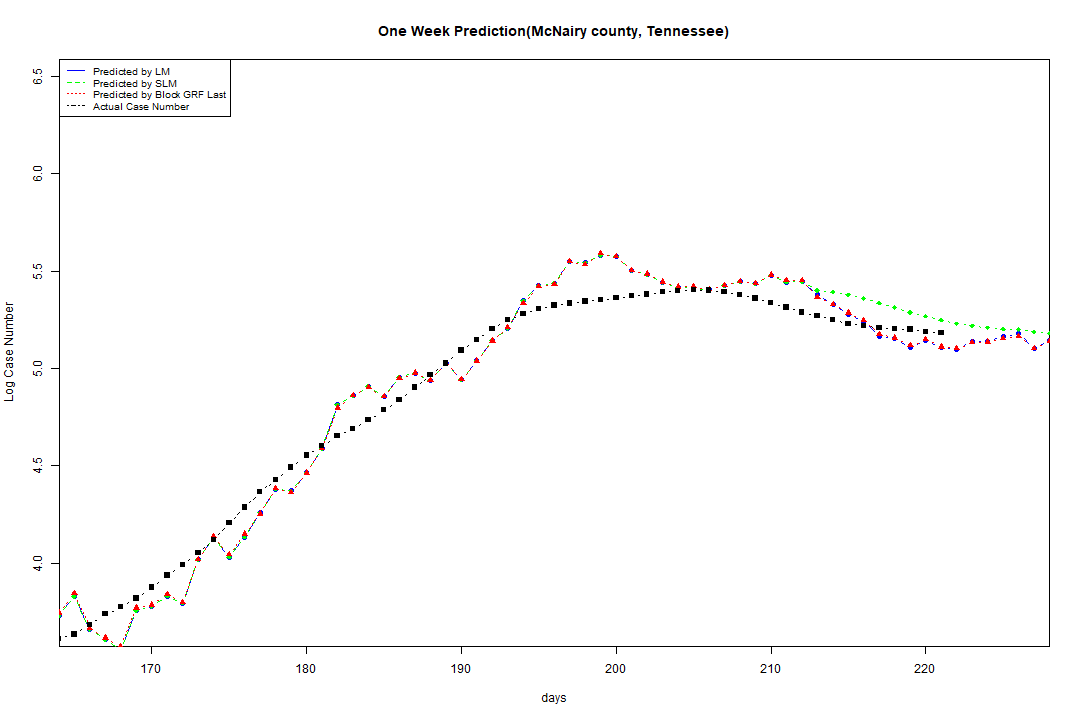 One Week Prediction(McNairy county, Tennessee)
Predicted by LM
Predicted by SLM
Predicted by Block GRF Last
Actual Case Number
6.5
6.0
5.5
5.0
4.5
4.0
Log Case Number
170 180 190 200 210 220
days